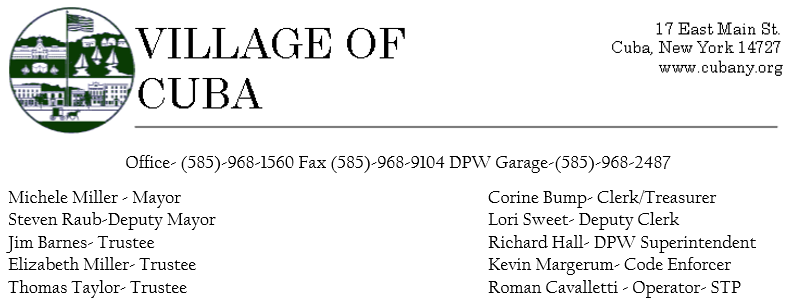 VILLAGE OF
CUBA
17 East Main St.
Cuba, New York 14727
www.cubany.org
Office- (585)-968-1560 Fax (585)-968-9104 DPW Garage-(585)-968-2487
Michele Miller - Mayor
Steven Raub-Deputy Mayor
Jim Barnes- Trustee
Elizabeth Miller- Trustee
Thomas Taylor- Trustee
Corine Bump- Clerk/Treasurer
Lori Sweet- Deputy Clerk
Richard Hall- DPW Superintendent
Kevin Margerum- Code Enforcer
Roman Cavalletti - Operator- STP